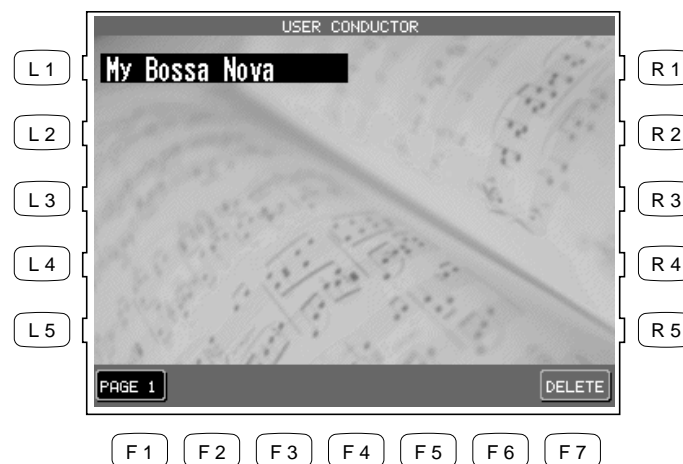 USER CONDUCTOR
L 1 My Bossa Nova R 1
L 2 R 2
L 3 R 3
L 4 R 4
L 5 R 5
PAGE 1 DELETE
F 1 F 2 F 3 F 4 F 5 F 6 F 7